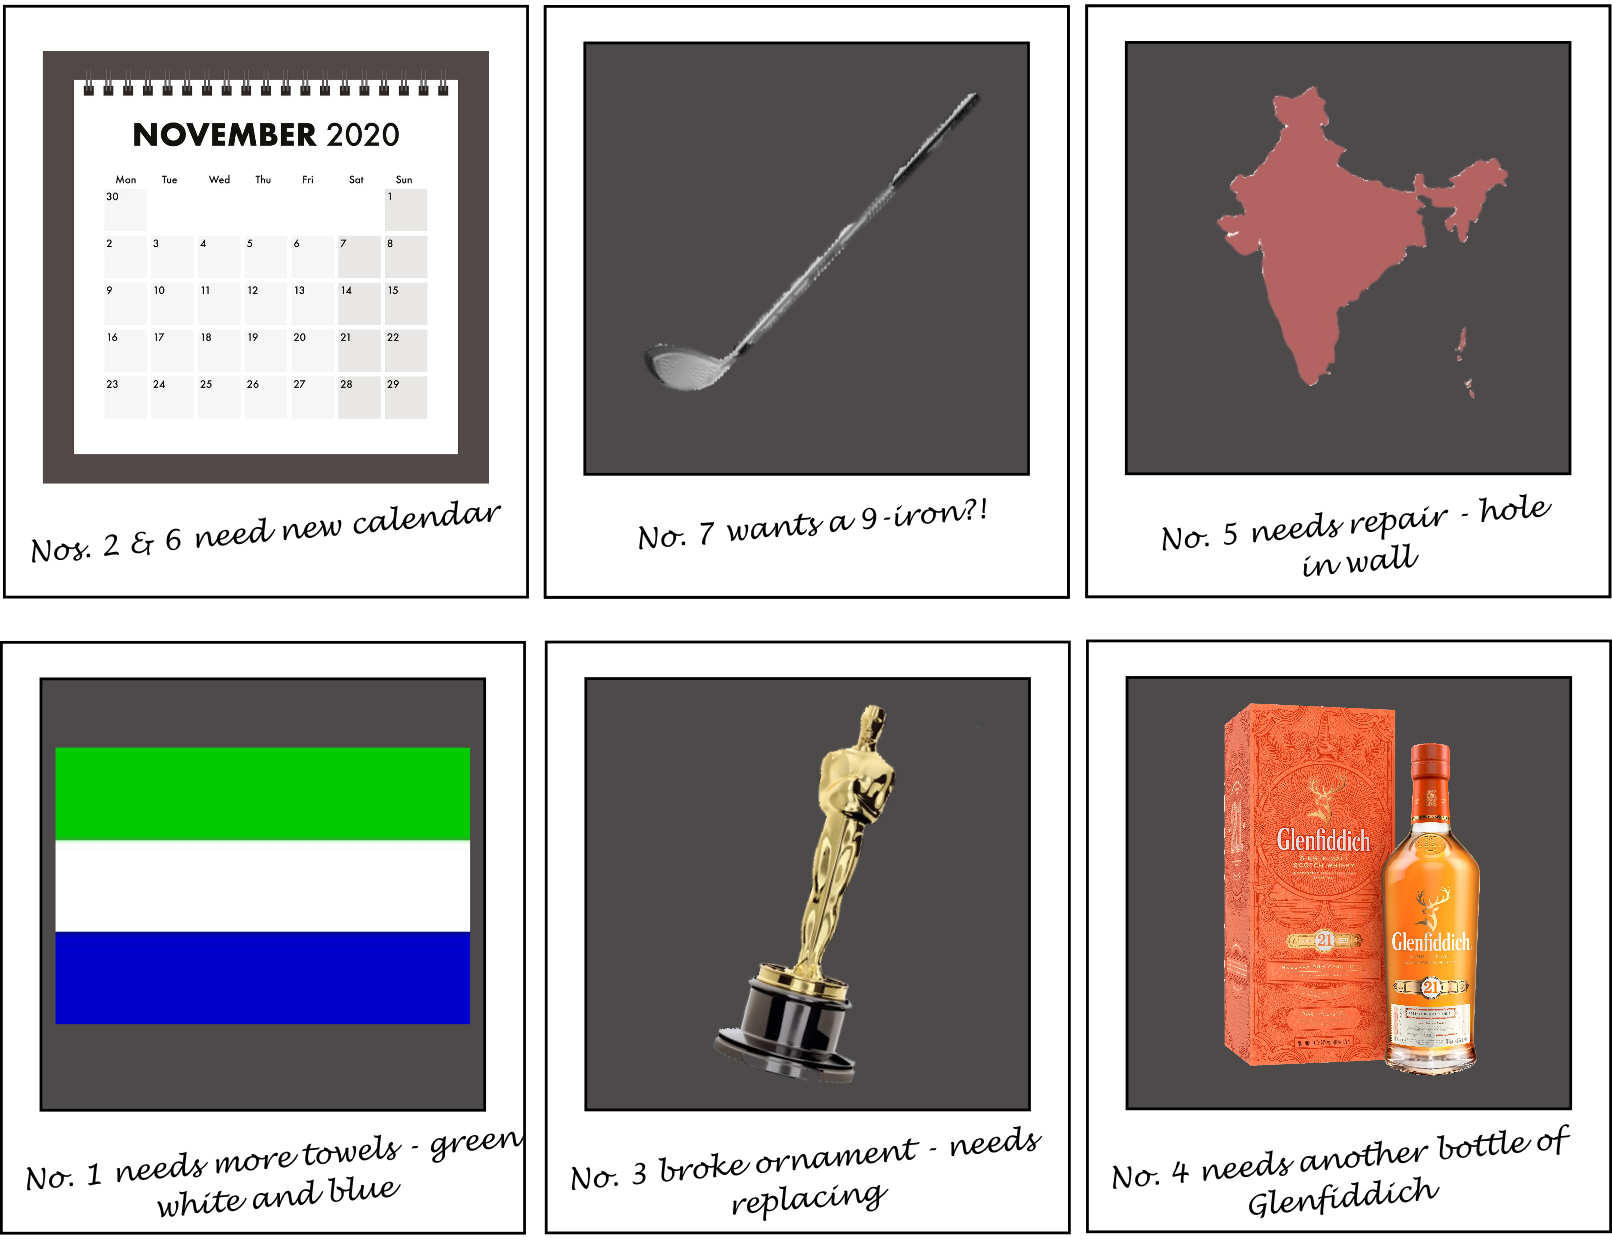 NOVEMBER 2020
Mon Tue Wed Thu Fri Sat Sun
30 1
2 3 4 5 6 7 8
9 10 11 12 13 14 15
16 17 18 19 20 21 22
23 24 25 26 27 28 29
Nos. 2 & 6 need new calendar
No. 7 wants a 9-iron?!
No. 5 needs repair - hole
in wall
No. 1 needs more towels - green
white and blue
No. 3 broke ornament - needs
replacing
Glenfiddich
SINGLE MALT
SCOTCH WHISKY
21
Glenfiddich
21
No. 4 needs another bottle of
Glenfiddich